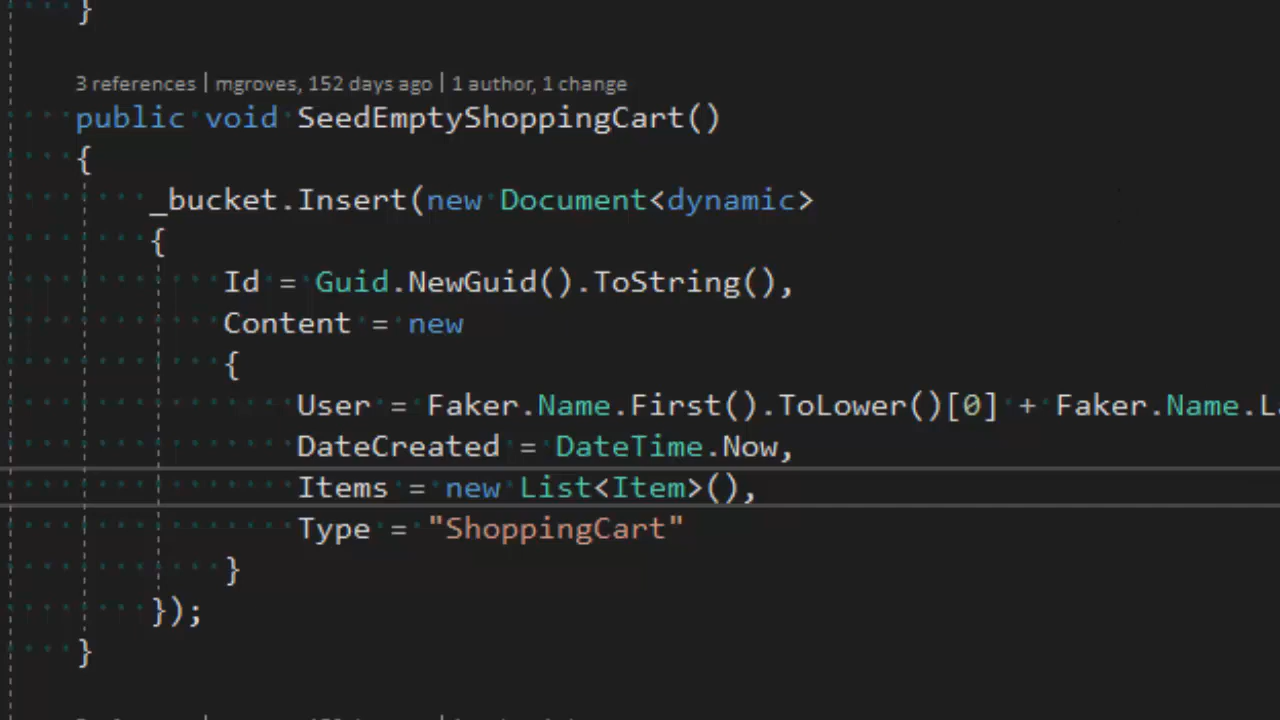 }
3 references | mgroves, 152 days ago | 1 author, 1 change
public void SeedEmptyShoppingCart()
{
_bucket.Insert(new Document<dynamic>
{
Id = Guid.NewGuid().ToString(),
Content = new
{
User = Faker.Name.First().ToLower()[0] + Faker.Name.
DateCreated = DateTime.Now,
Items = new List<Item>(),
Type = "ShoppingCart"
}
});
}